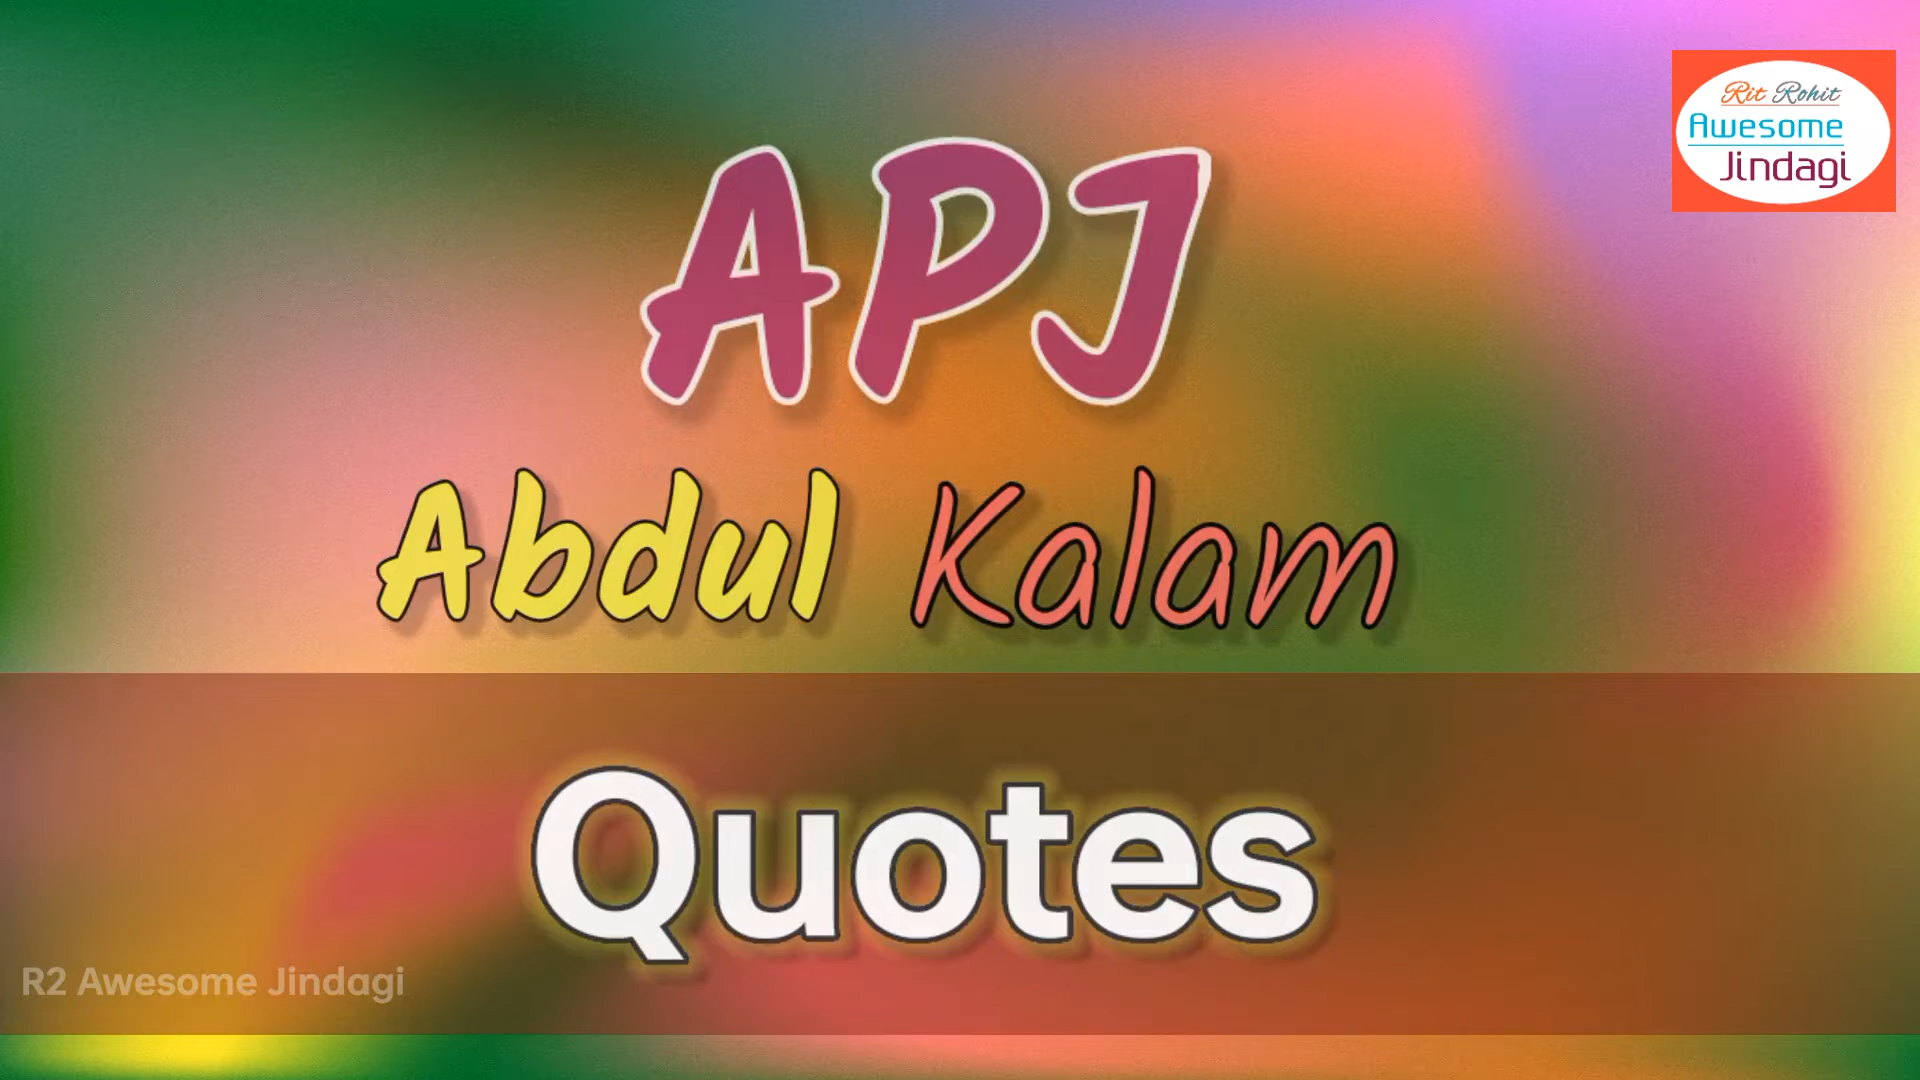 Rit Rohit
Awesome
Jindagi
APJ
Abdul Kalam
Quotes
R2 Awesome Jindagi